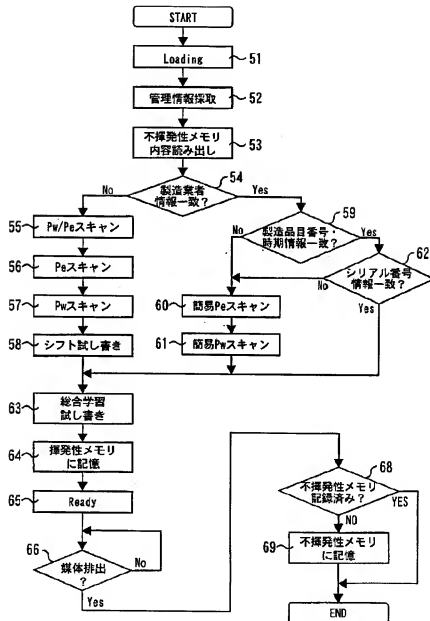 START
Loading
51
管理情報採取
52
不揮発性メモリ
内容読み出し
53
54
No
製造業者
情報一致?
Yes
55
Pw/Peスキャン
59
No
製造品目番号・
時期情報一致?
Yes
56
Peスキャン
62
シリアル番号
情報一致?
No
Yes
57
Pwスキャン
60
簡易Peスキャン
58
シフト試し書き
61
簡易Pwスキャン
63
総合学習
試し書き
64
揮発性メモリ
に記憶
65
Ready
66
媒体排出
?
No
Yes
68
不揮発性メモリ
記録済み?
YES
NO
69
不揮発性メモリ
に記憶
END